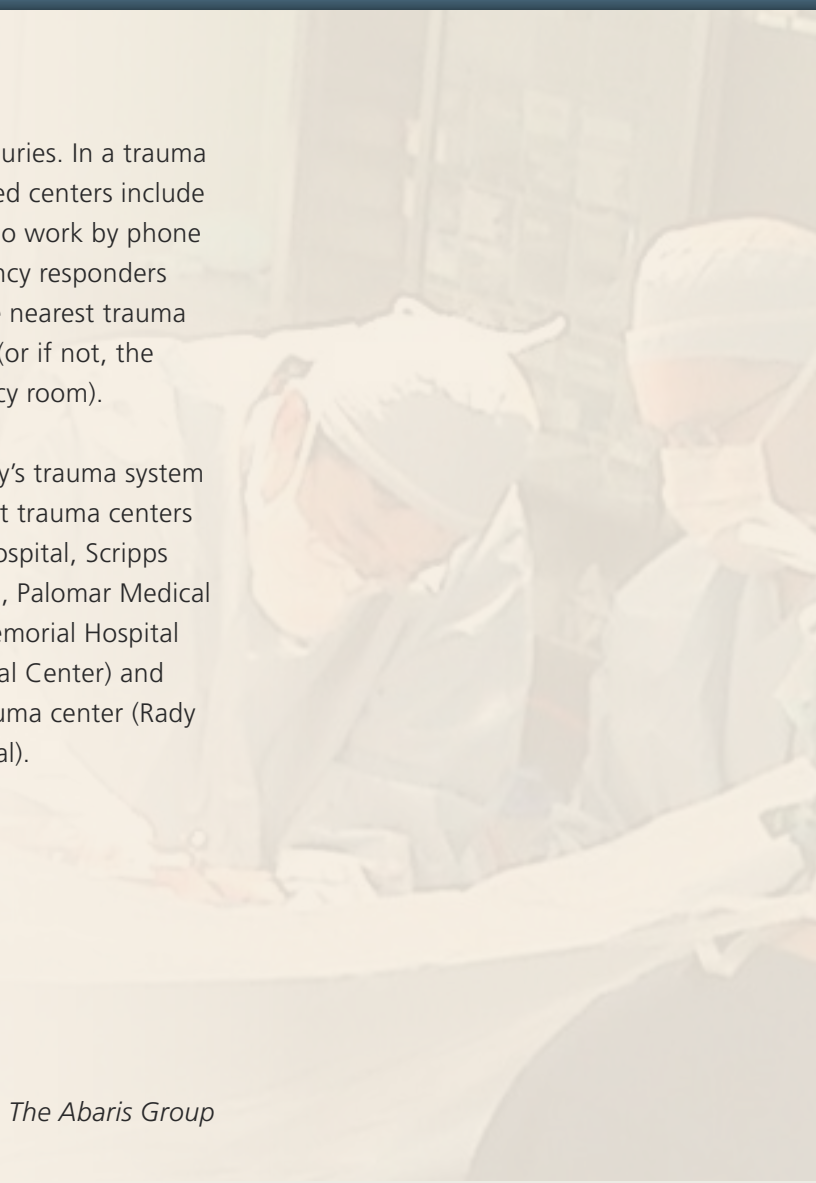 uries. In a trauma
ed centers include
o work by phone
ncy responders
nearest trauma
(or if not, the
cy room).
y's trauma system
t trauma centers
ospital, Scripps
, Palomar Medical
emorial Hospital
al Center) and
uma center (Rady
al).
The Abaris Group